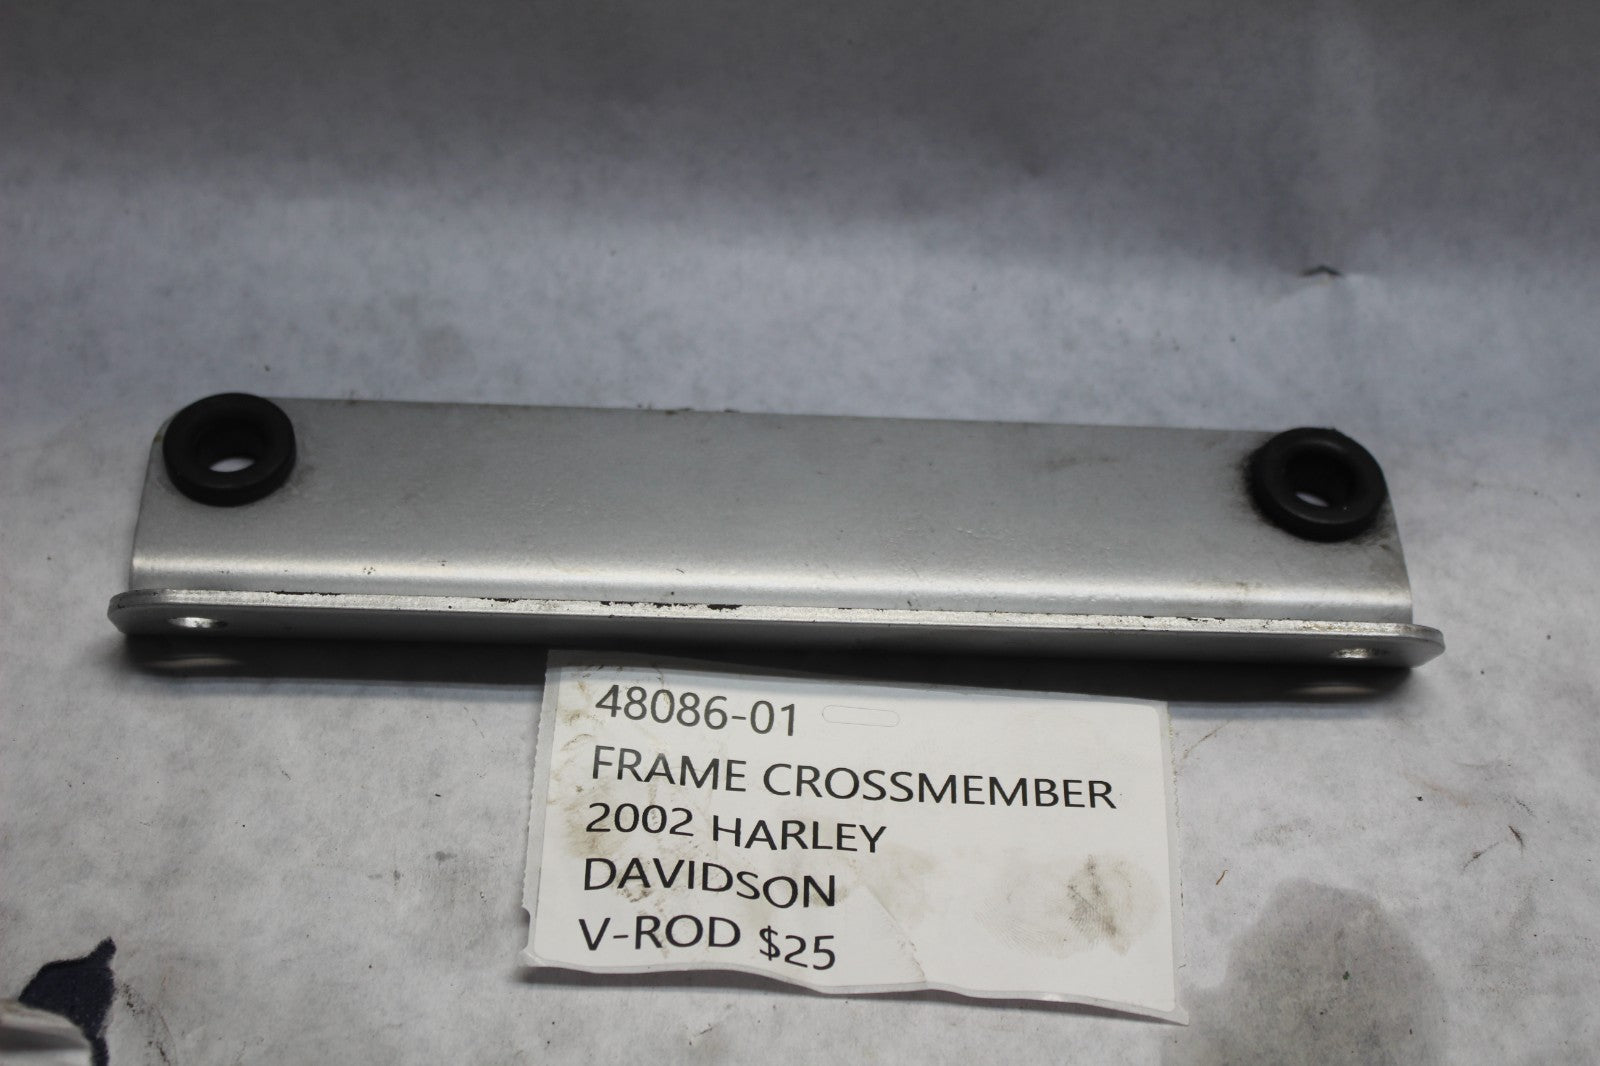 48086-01
FRAME CROSSMEMBER
2002 HARLEY
DAVIDSON
V-ROD $25